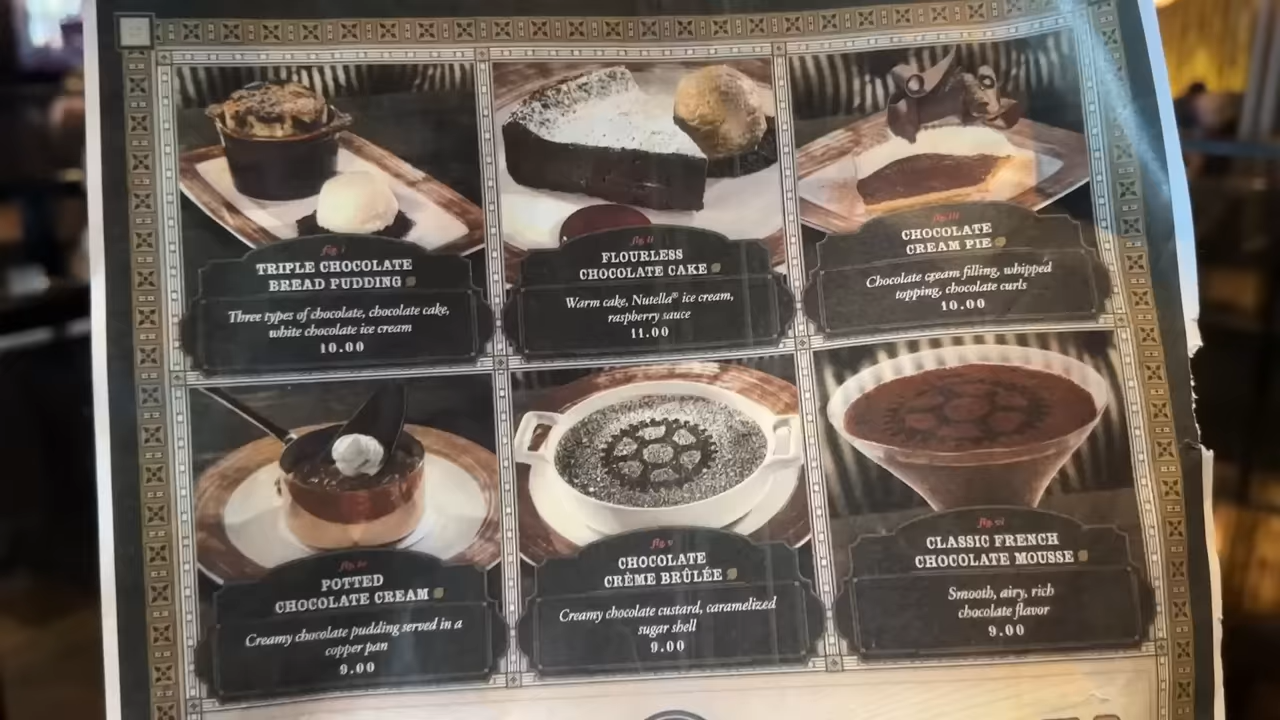 fig. i
TRIPLE CHOCOLATE
BREAD PUDDING
Three types of chocolate, chocolate cake,
white chocolate ice cream
10.00
fig. ii
FLOURLESS
CHOCOLATE CAKE
Warm cake, Nutella® ice cream,
raspberry sauce
11.00
fig. iii
CHOCOLATE
CREAM PIE
Chocolate cream filling, whipped
topping, chocolate curls
10.00
fig. iv
POTTED
CHOCOLATE CREAM
Creamy chocolate pudding served in a
copper pan
9.00
fig. v
CHOCOLATE
CRÈME BRÛLÉE
Creamy chocolate custard, caramelized
sugar shell
9.00
fig. vi
CLASSIC FRENCH
CHOCOLATE MOUSSE
Smooth, airy, rich
chocolate flavor
9.00